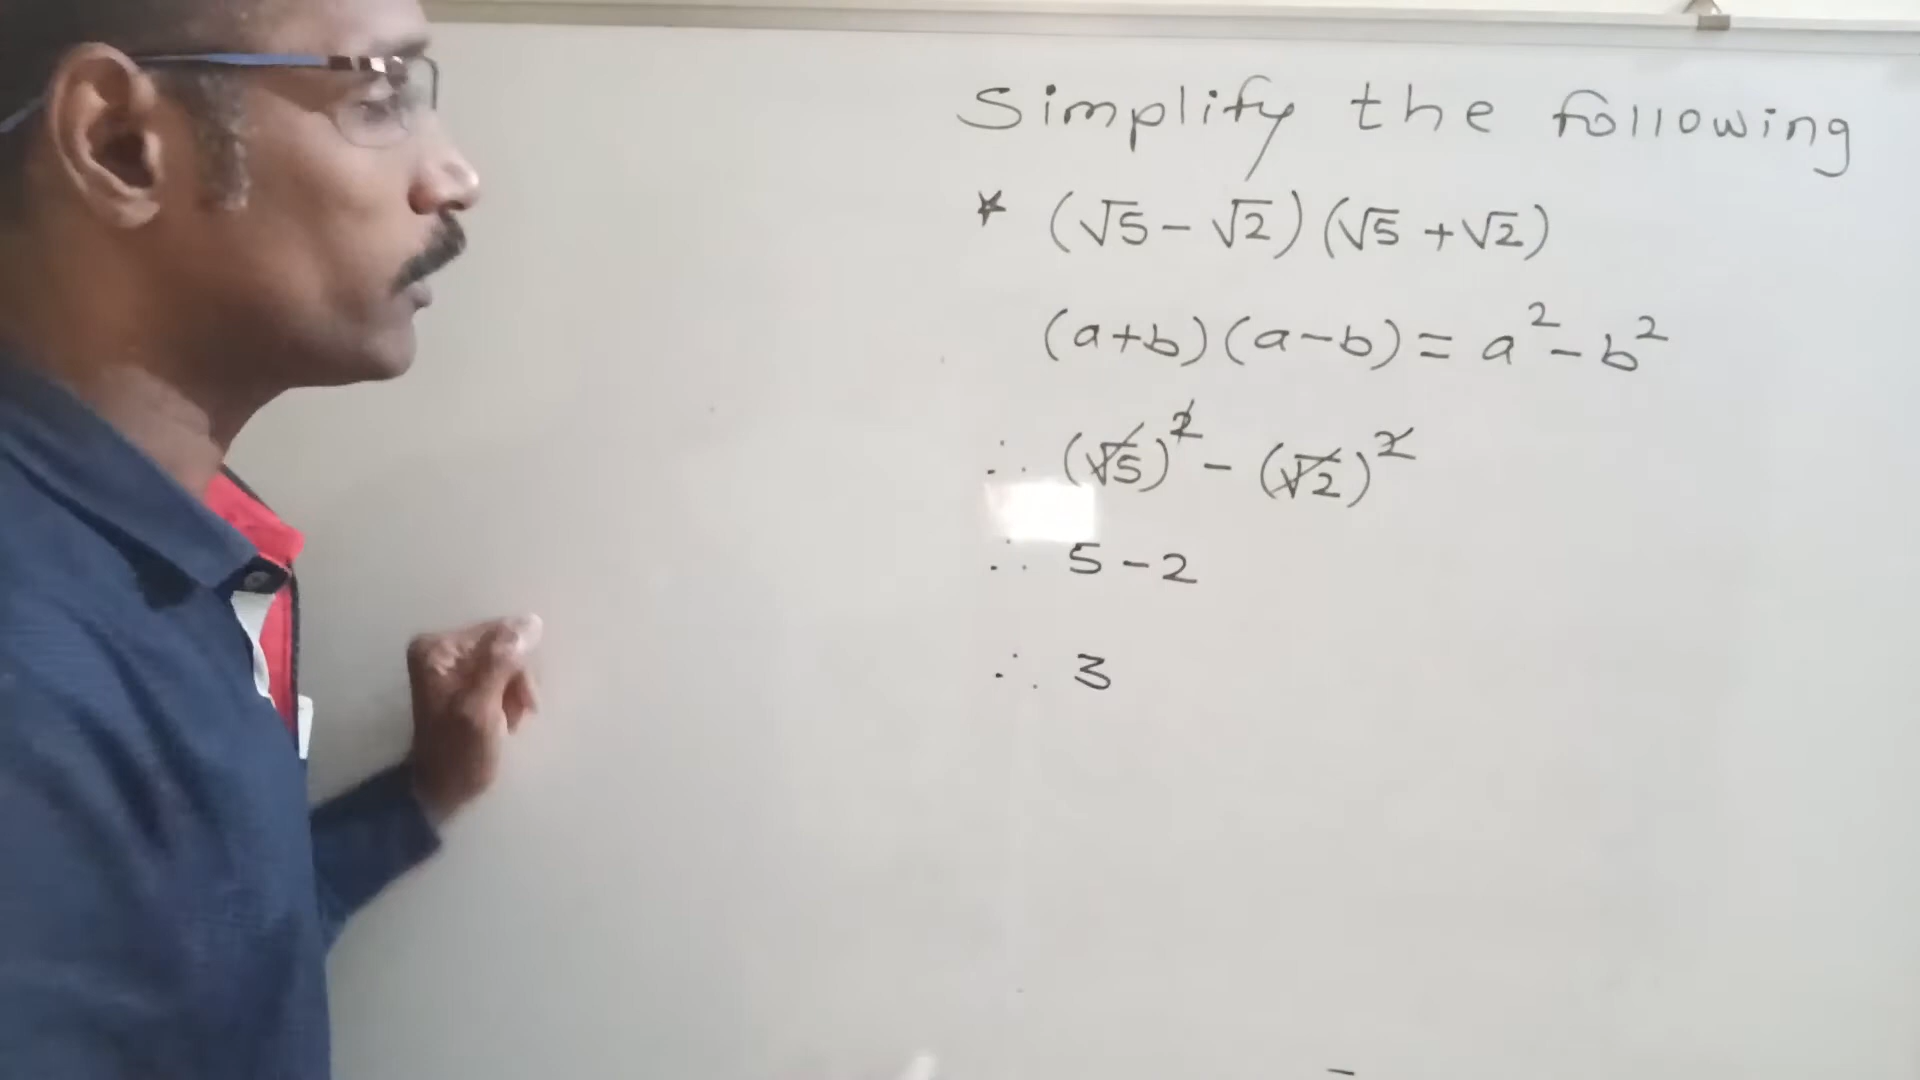 Simplify the following
* (√5 - √2) (√5 + √2)
(a+b) (a-b) = a² - b²
∴ (√5)² - (√2)²
∴ 5 - 2
∴ 3